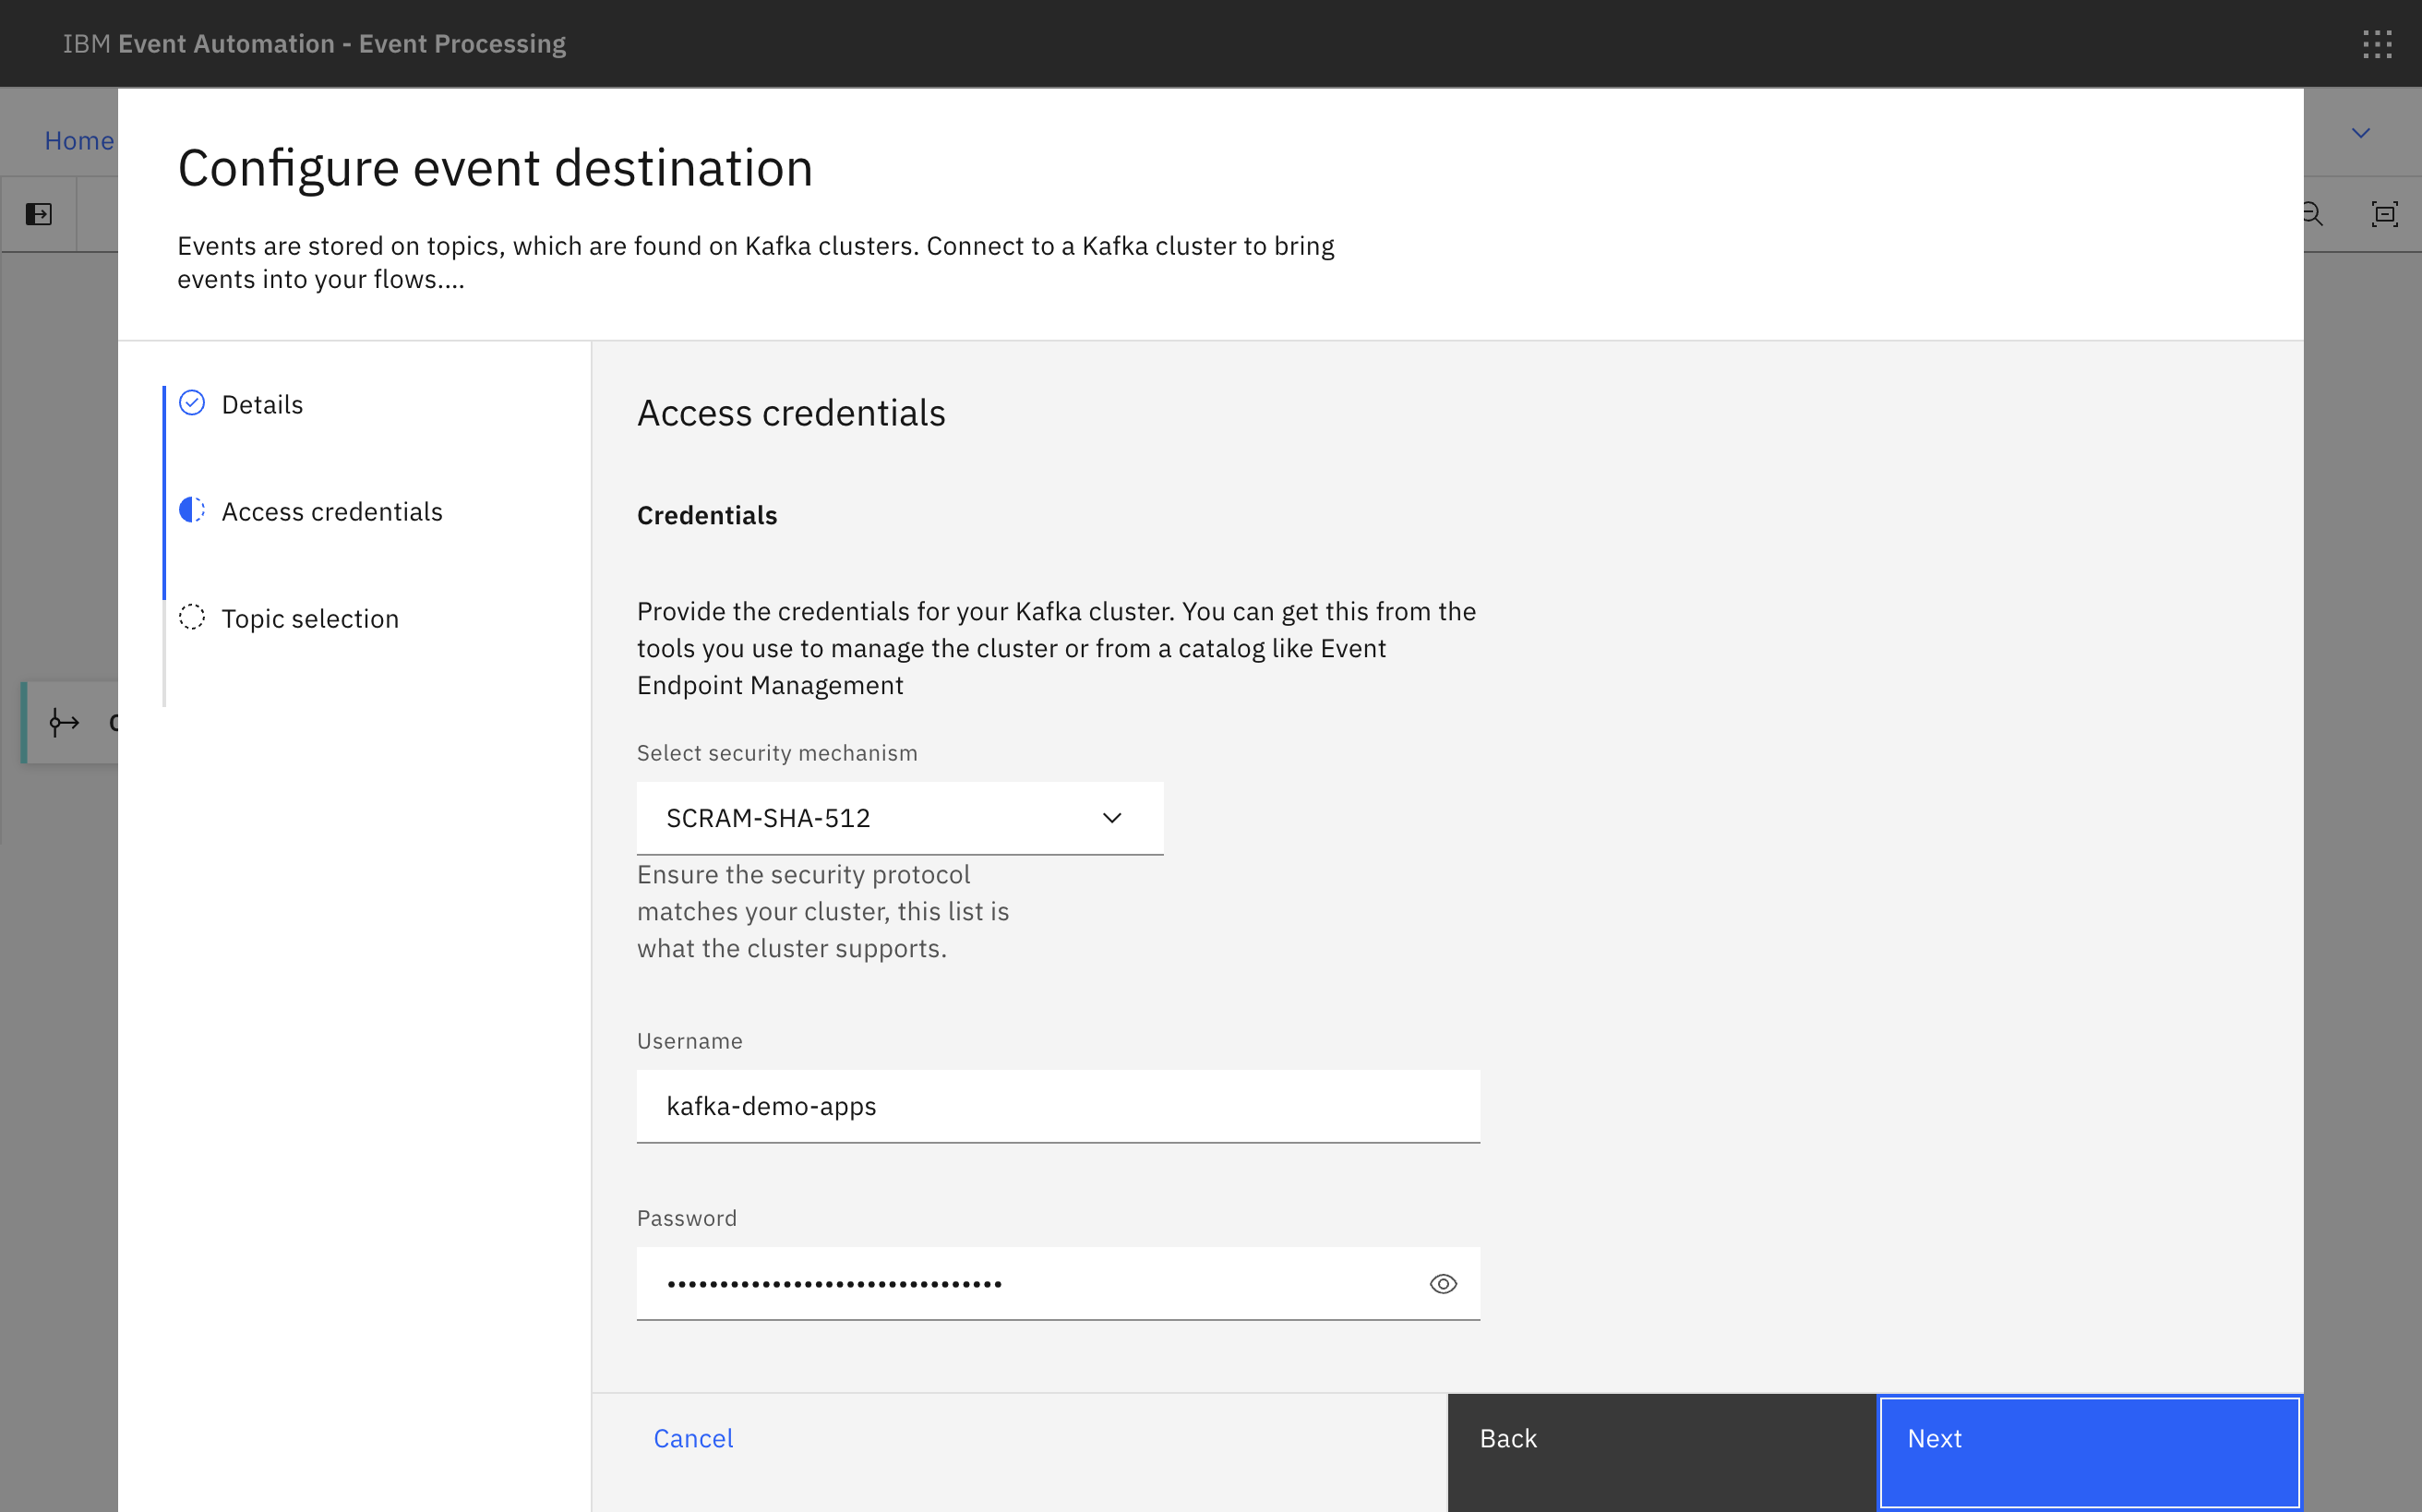 IBM Event Automation - Event Processing
Home
Configure event destination
Events are stored on topics, which are found on Kafka clusters. Connect to a Kafka cluster to bring
events into your flows....
Details
Access credentials
Topic selection
Access credentials
Credentials
Provide the credentials for your Kafka cluster. You can get this from the
tools you use to manage the cluster or from a catalog like Event
Endpoint Management
Select security mechanism
SCRAM-SHA-512
Ensure the security protocol
matches your cluster, this list is
what the cluster supports.
Username
kafka-demo-apps
Password
••••••••••••••••••••••••••••••••
Cancel
Back
Next